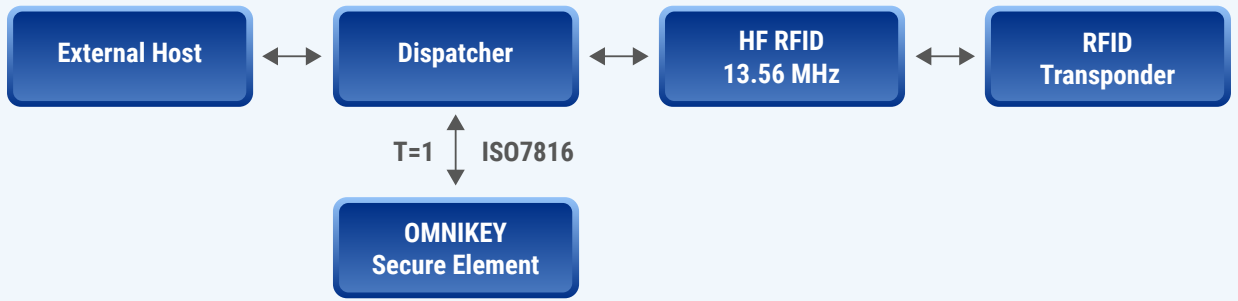 External Host
Dispatcher
HF RFID
13.56 MHz
RFID
Transponder
T=1
ISO7816
OMNIKEY
Secure Element